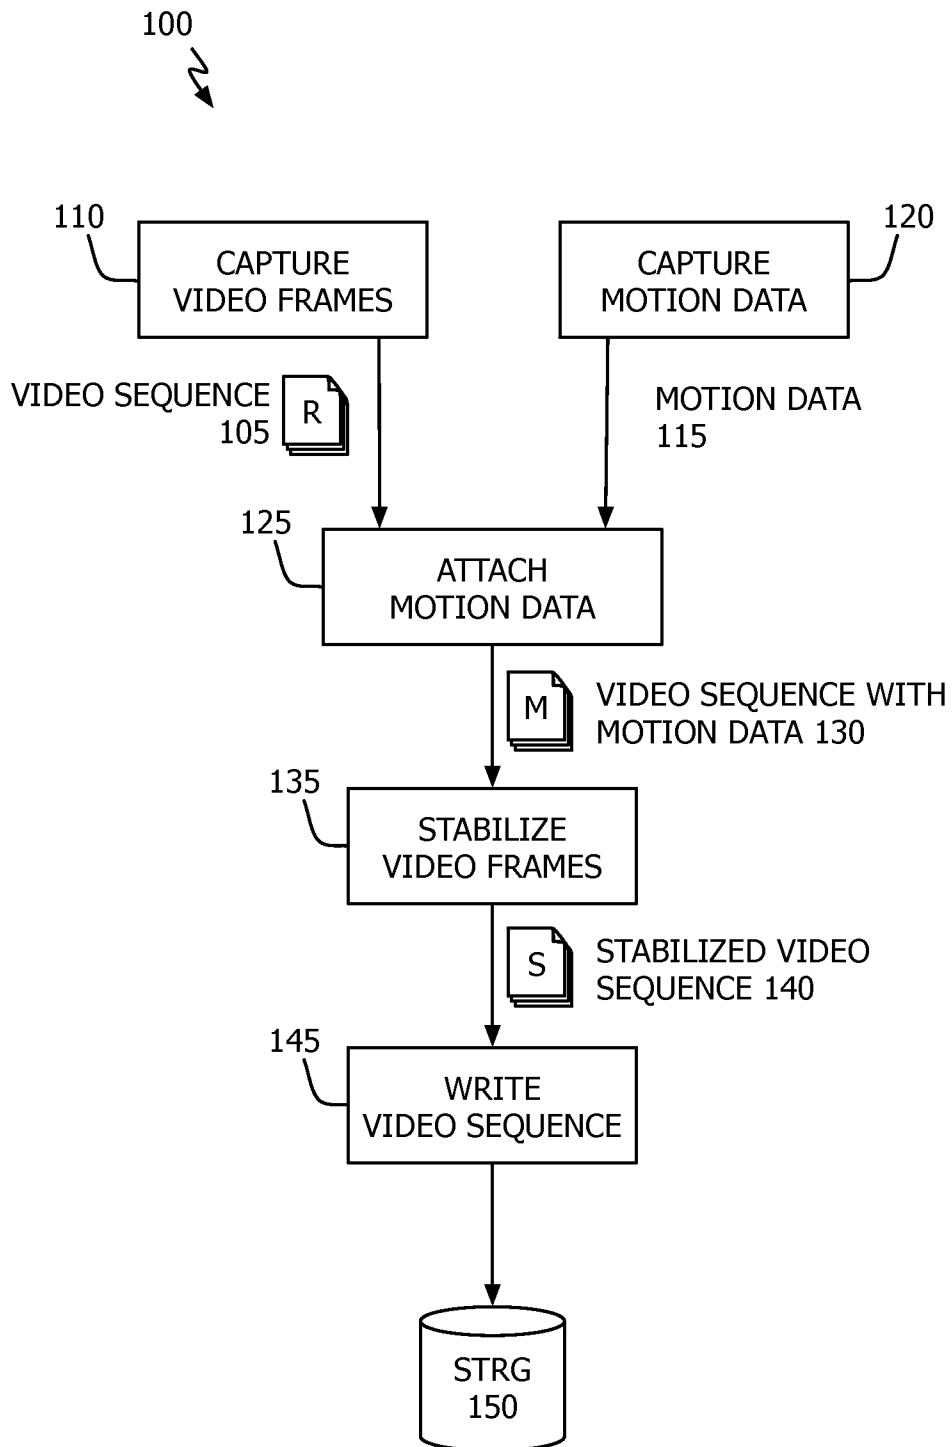 100
110
CAPTURE
VIDEO FRAMES
120
CAPTURE
MOTION DATA
VIDEO SEQUENCE
105
R
MOTION DATA
115
125
ATTACH
MOTION DATA
M
VIDEO SEQUENCE WITH
MOTION DATA 130
135
STABILIZE
VIDEO FRAMES
S
STABILIZED VIDEO
SEQUENCE 140
145
WRITE
VIDEO SEQUENCE
STRG
150